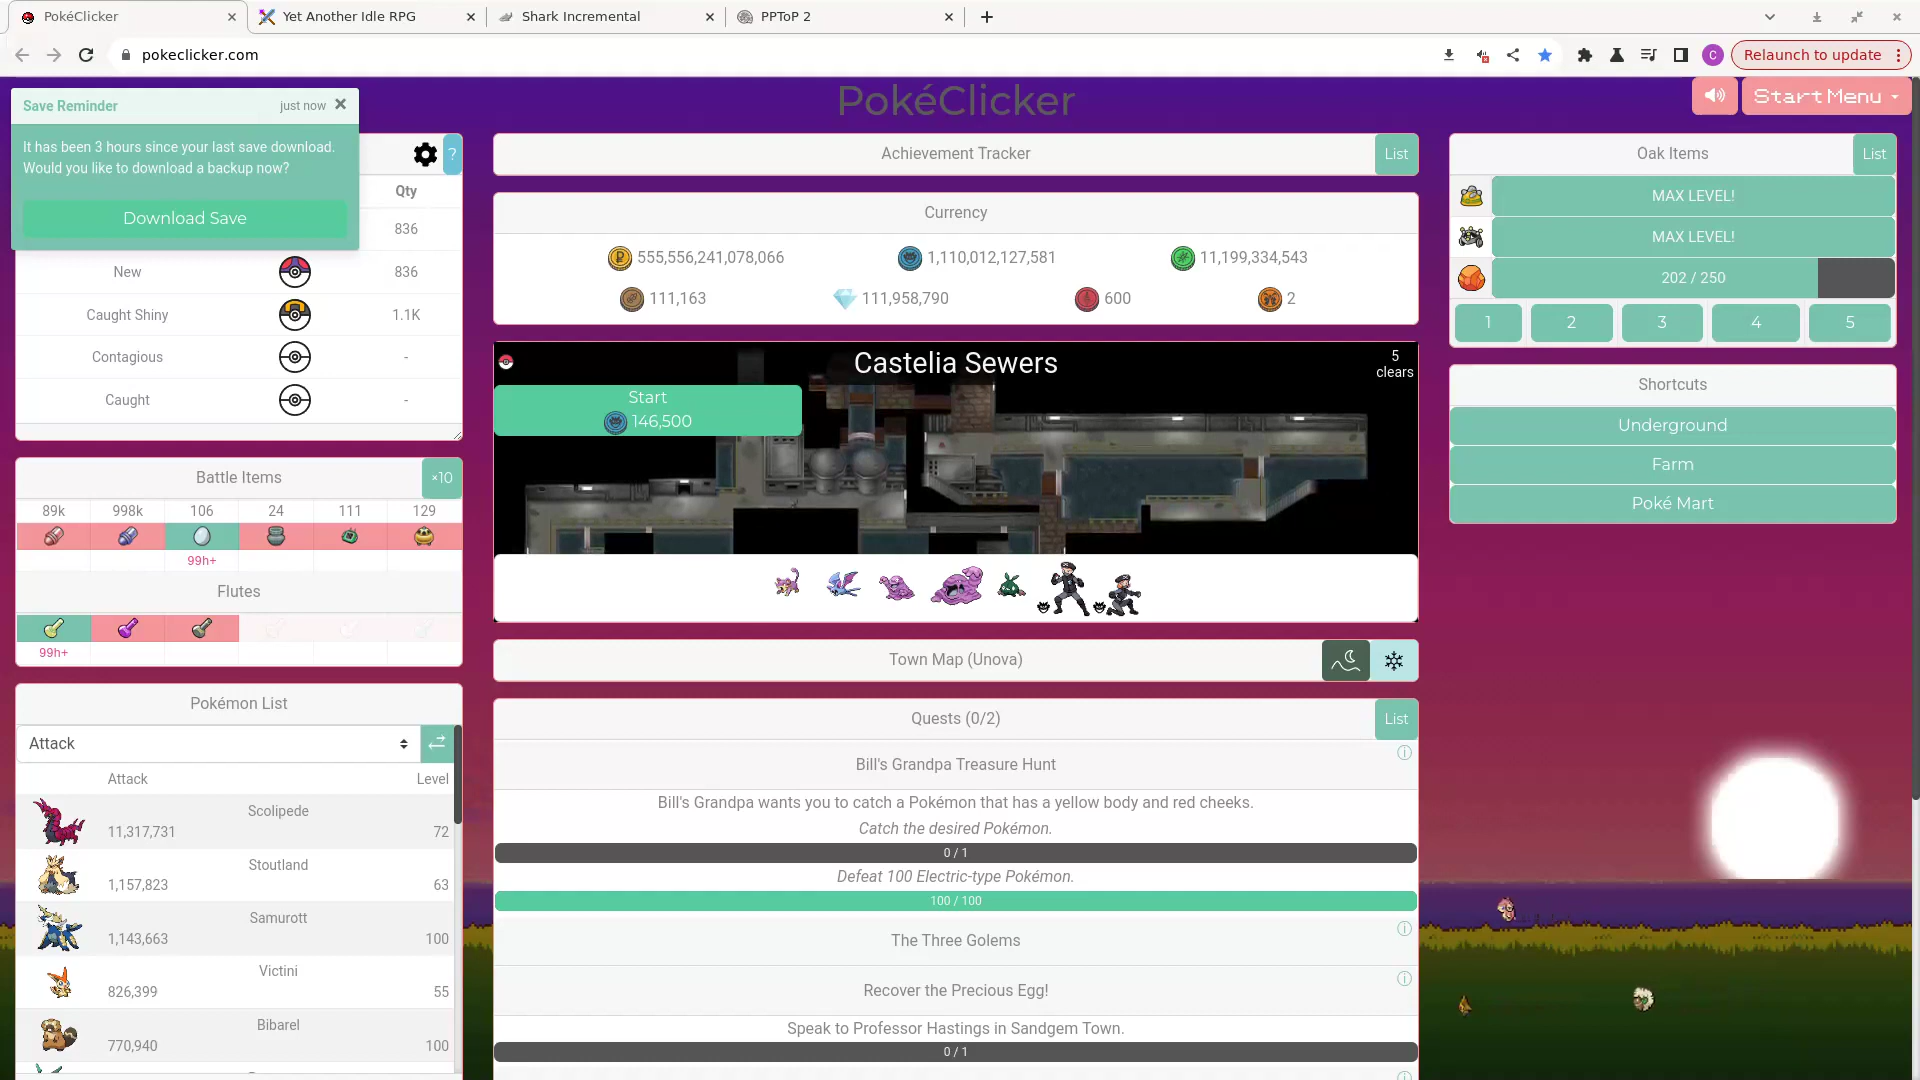 PokéClicker
Yet Another Idle RPG
Shark Incremental
PPToP 2
pokeclicker.com
C
Relaunch to update
Save Reminder
just now
It has been 3 hours since your last save download.
Would you like to download a backup now?
Download Save
?
Qty
836
New
836
Caught Shiny
1.1K
Contagious
-
Caught
-
Battle Items
×10
89k 998k 106 24 111 129
99h+
Flutes
99h+
Pokémon List
Attack
Attack Level
Scolipede
11,317,731 72
Stoutland
1,157,823 63
Samurott
1,143,663 100
Victini
826,399 55
Bibarel
770,940 100
PokéClicker
Achievement Tracker
List
Currency
555,556,241,078,066 1,110,012,127,581 11,199,334,543
111,163 111,958,790 600 2
Castelia Sewers
5
clears
Start
146,500
Town Map (Unova)
Quests (0/2)
List
Bill's Grandpa Treasure Hunt
Bill's Grandpa wants you to catch a Pokémon that has a yellow body and red cheeks.
Catch the desired Pokémon.
0 / 1
Defeat 100 Electric-type Pokémon.
100 / 100
The Three Golems
Recover the Precious Egg!
Speak to Professor Hastings in Sandgem Town.
0 / 1
Start Menu
Oak Items
List
MAX LEVEL!
MAX LEVEL!
202 / 250
1 2 3 4 5
Shortcuts
Underground
Farm
Poké Mart